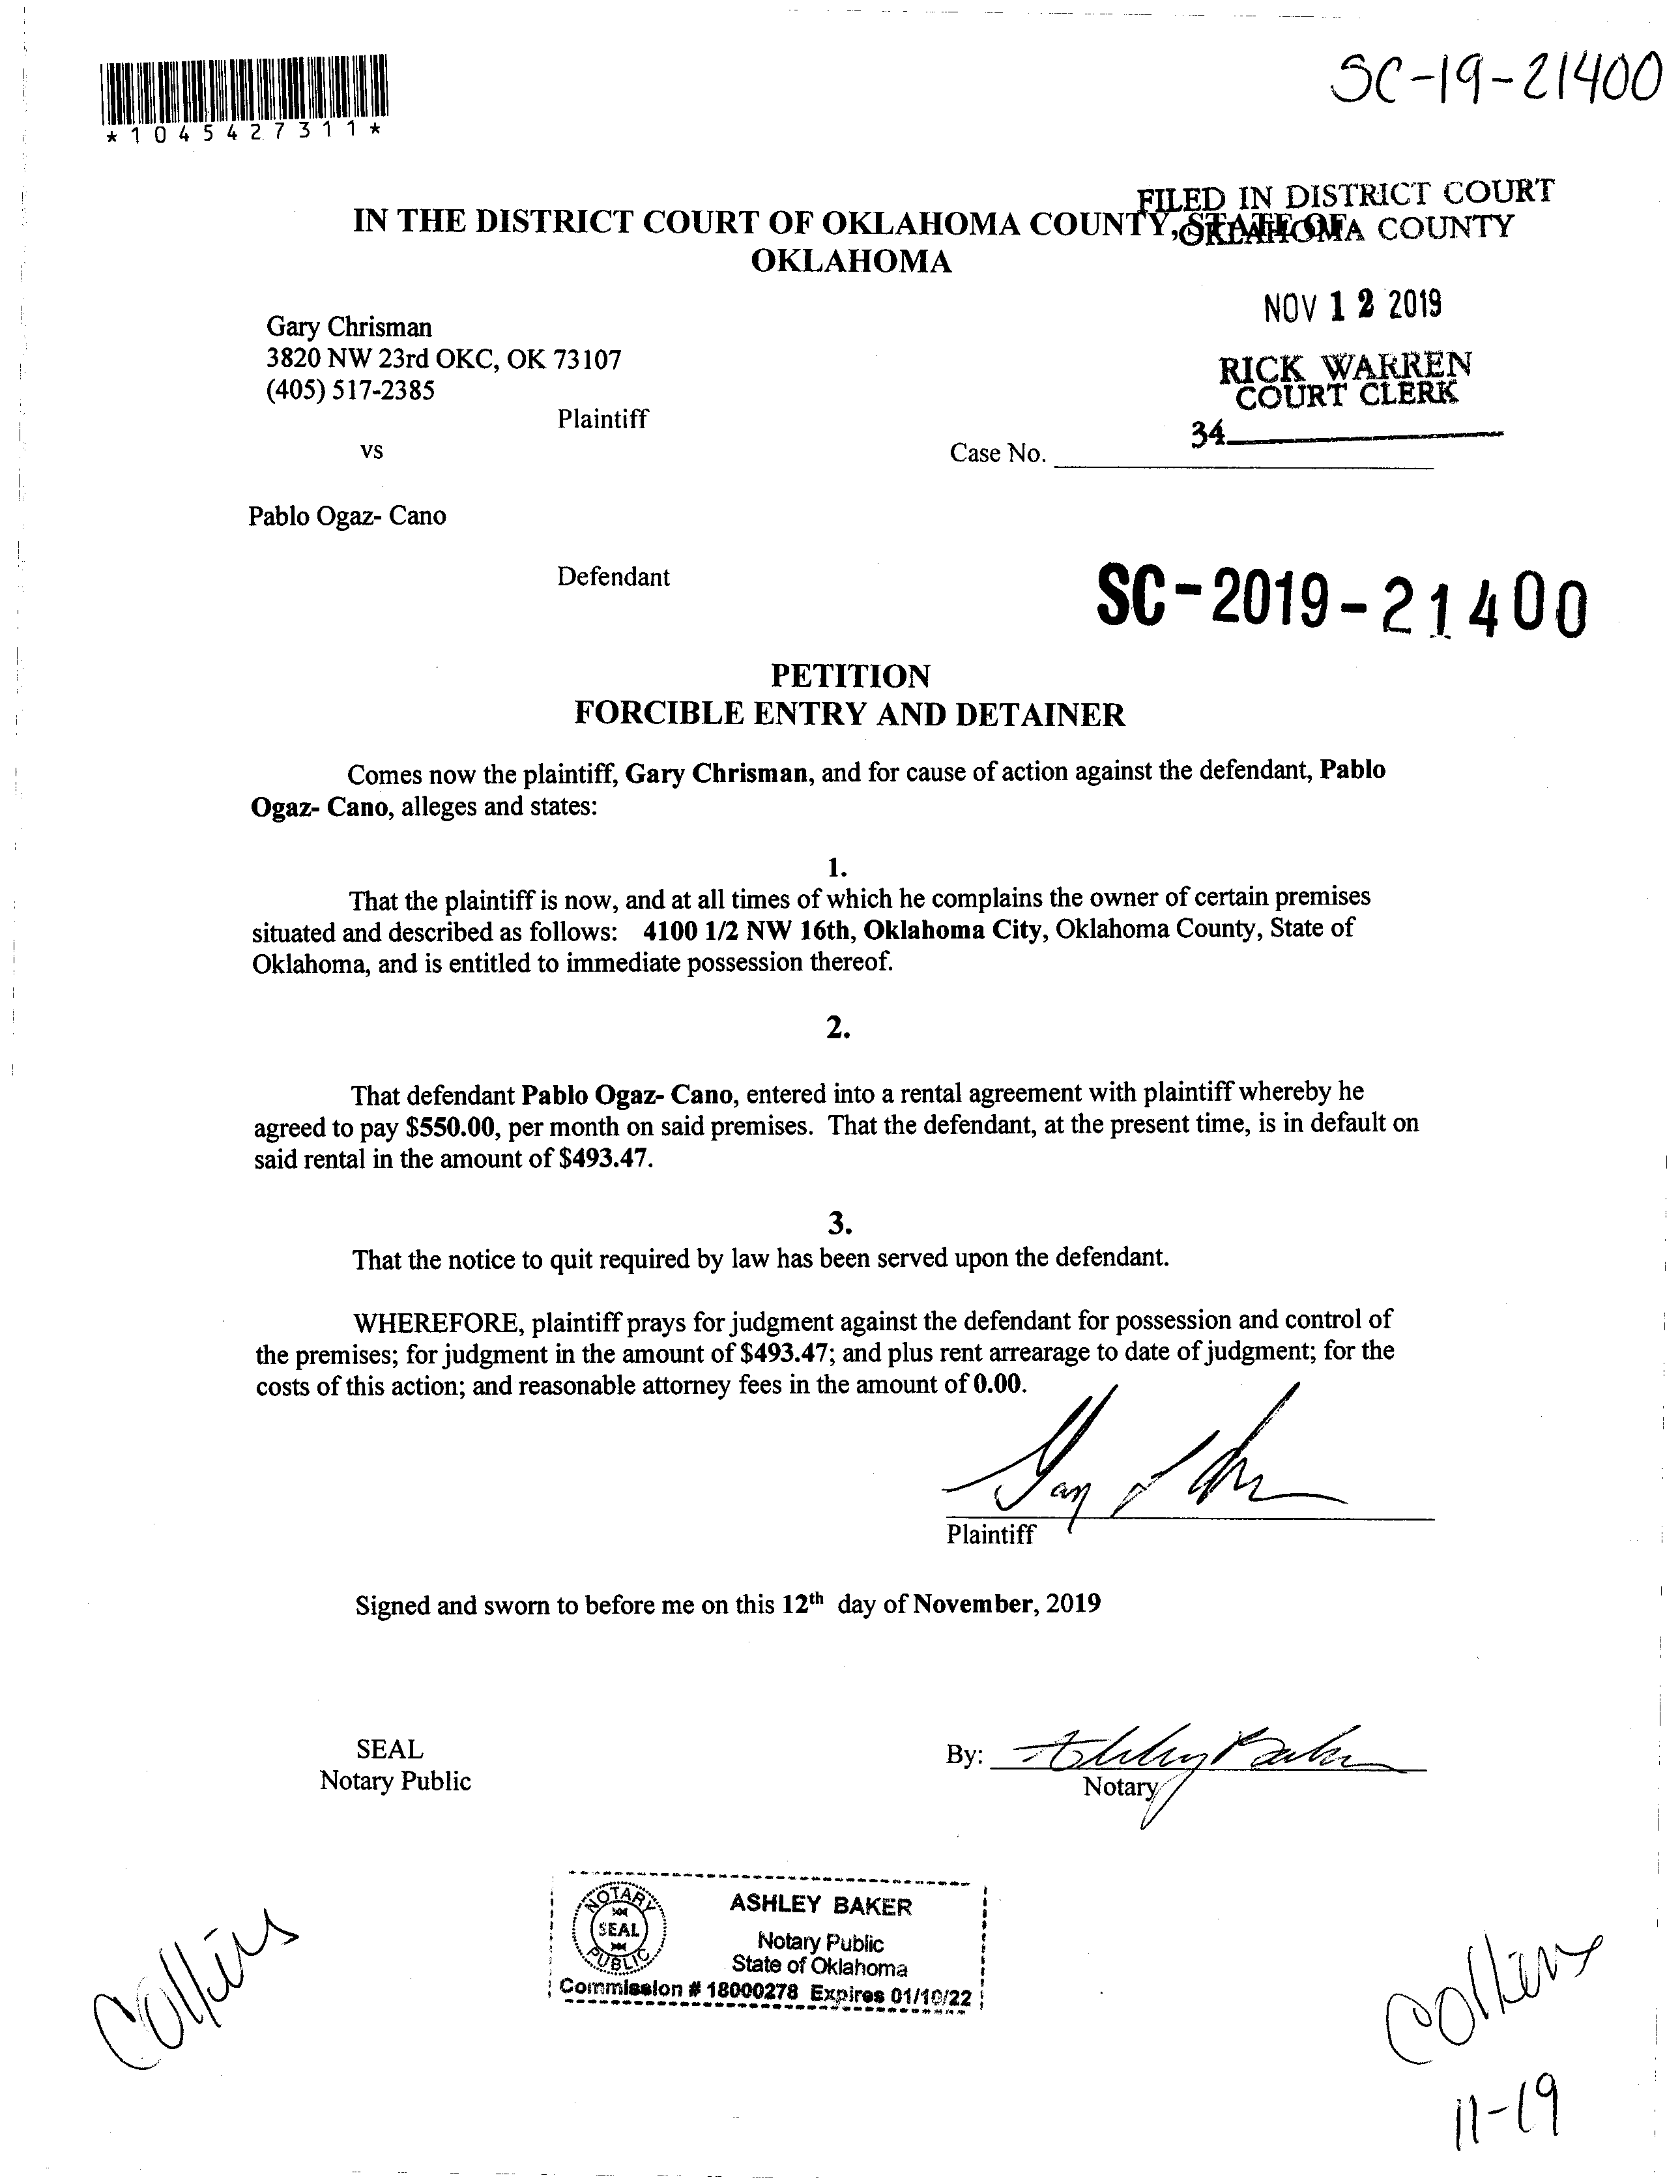 SC-19-21400
*1045427311*
FILED IN DISTRICT COURT
OKLAHOMA COUNTY
IN THE DISTRICT COURT OF OKLAHOMA COUNTY, STATE OF
OKLAHOMA
NOV 12 2019
Gary Chrisman
3820 NW 23rd OKC, OK 73107
(405) 517-2385
RICK WARREN
COURT CLERK
Plaintiff
34
vs
Case No.
Pablo Ogaz- Cano
Defendant
SC-2019-21400
PETITION
FORCIBLE ENTRY AND DETAINER
Comes now the plaintiff, Gary Chrisman, and for cause of action against the defendant, Pablo
Ogaz- Cano, alleges and states:
1.
That the plaintiff is now, and at all times of which he complains the owner of certain premises
situated and described as follows: 4100 1/2 NW 16th, Oklahoma City, Oklahoma County, State of
Oklahoma, and is entitled to immediate possession thereof.
2.
That defendant Pablo Ogaz- Cano, entered into a rental agreement with plaintiff whereby he
agreed to pay $550.00, per month on said premises. That the defendant, at the present time, is in default on
said rental in the amount of $493.47.
3.
That the notice to quit required by law has been served upon the defendant.
WHEREFORE, plaintiff prays for judgment against the defendant for possession and control of
the premises; for judgment in the amount of $493.47; and plus rent arrearage to date of judgment; for the
costs of this action; and reasonable attorney fees in the amount of 0.00.
Plaintiff
Signed and sworn to before me on this 12th day of November, 2019
SEAL
Notary Public
By: Ashley Baker
Notary
NOTARY
SEAL
PUBLIC
ASHLEY BAKER
Notary Public
State of Oklahoma
Commission # 18000278 Expires 01/10/22
Collins
Collins
11-19